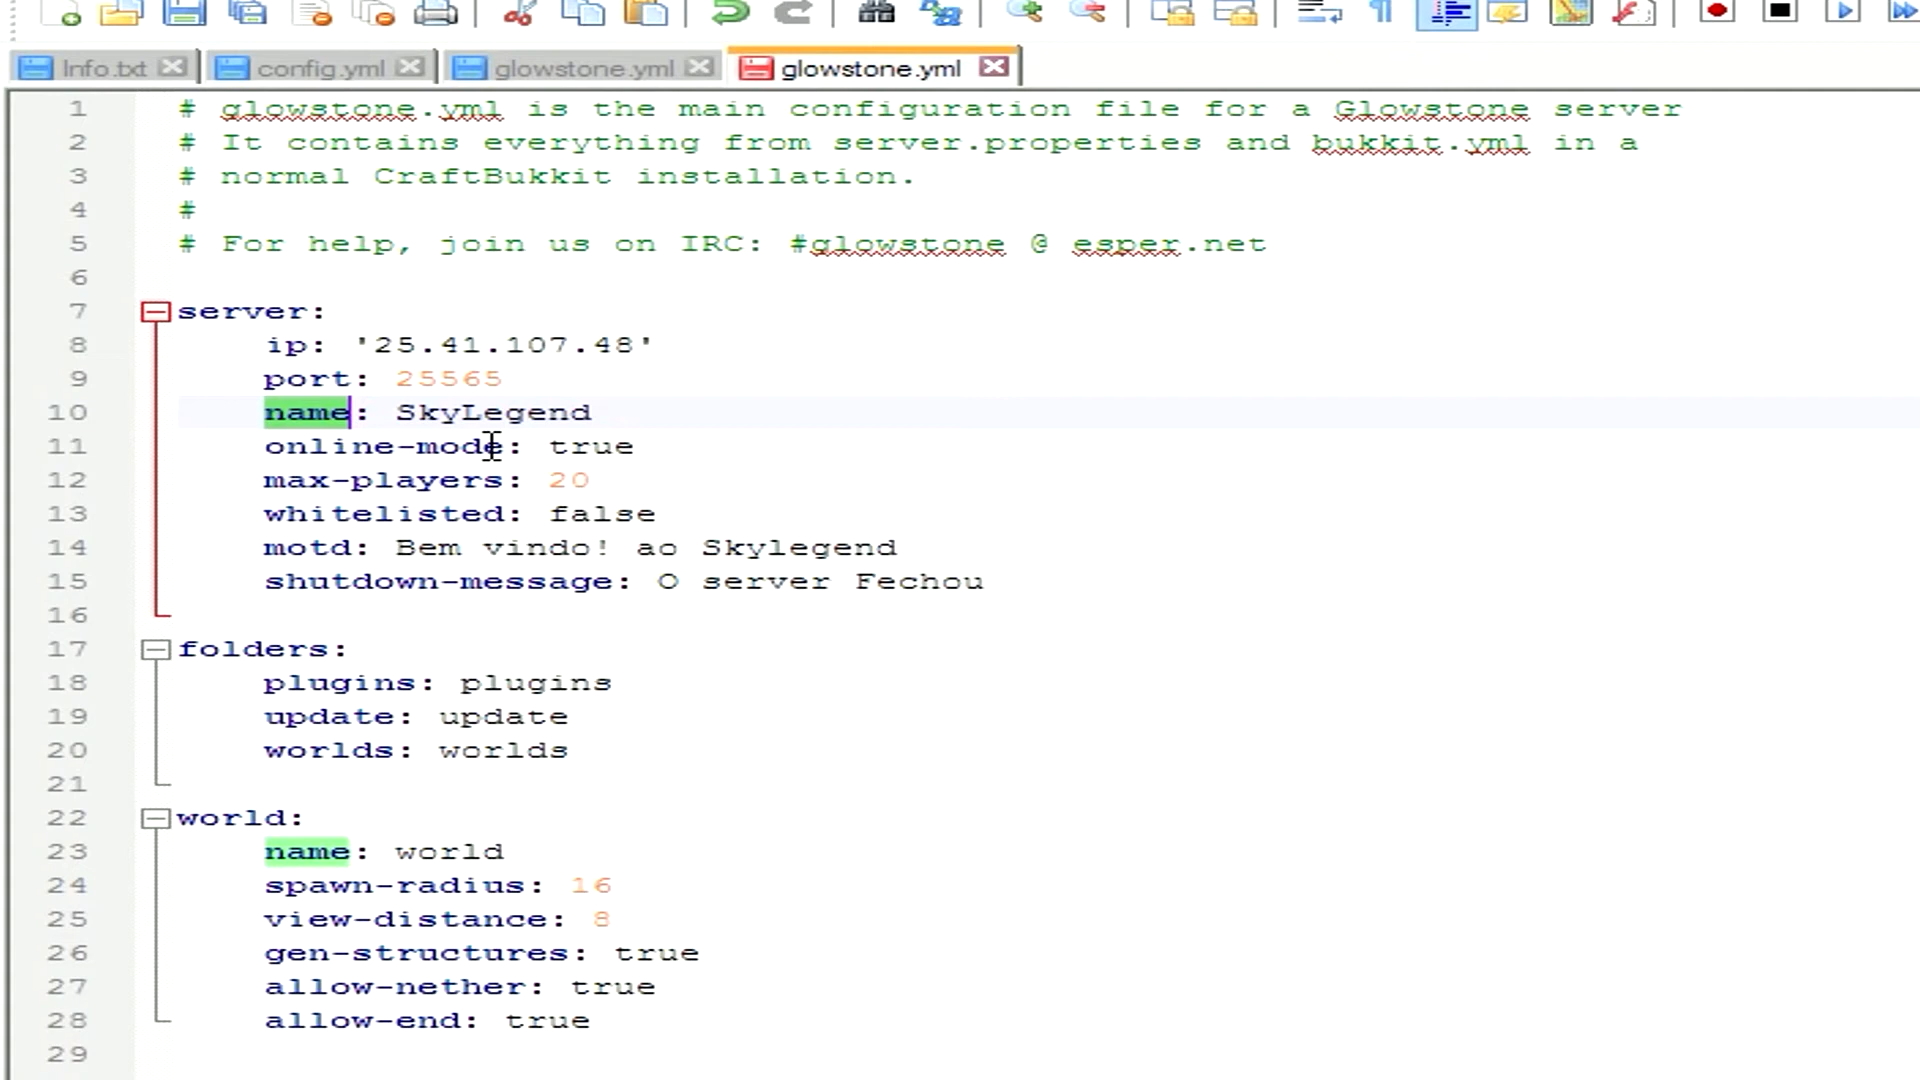 Info.txt config.yml glowstone.yml glowstone.yml
1 # glowstone.yml is the main configuration file for a Glowstone server
2 # It contains everything from server.properties and bukkit.yml in a
3 # normal CraftBukkit installation.
4 #
5 # For help, join us on IRC: #glowstone @ esper.net
6
7 server:
8 ip: '25.41.107.48'
9 port: 25565
10 name: SkyLegend
11 online-mode: true
12 max-players: 20
13 whitelisted: false
14 motd: Bem vindo! ao Skylegend
15 shutdown-message: O server Fechou
16
17 folders:
18 plugins: plugins
19 update: update
20 worlds: worlds
21
22 world:
23 name: world
24 spawn-radius: 16
25 view-distance: 8
26 gen-structures: true
27 allow-nether: true
28 allow-end: true
29